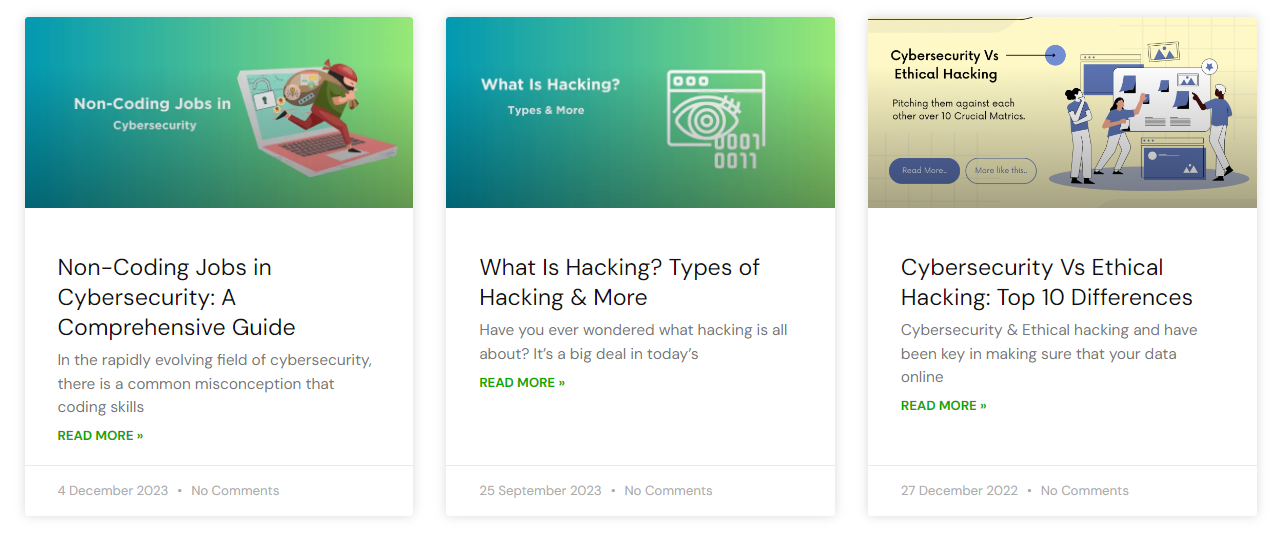 Non-Coding Jobs in
Cybersecurity
Non-Coding Jobs in
Cybersecurity: A
Comprehensive Guide
In the rapidly evolving field of cybersecurity,
there is a common misconception that
coding skills
READ MORE »
4 December 2023 • No Comments
What Is Hacking?
Types & More
0001
0011
What Is Hacking? Types of
Hacking & More
Have you ever wondered what hacking is all
about? It’s a big deal in today’s
READ MORE »
25 September 2023 • No Comments
Cybersecurity Vs
Ethical Hacking
Pitching them against each
other over 10 Crucial Matrics.
Read More..
More like this..
Cybersecurity Vs Ethical
Hacking: Top 10 Differences
Cybersecurity & Ethical hacking and have
been key in making sure that your data
online
READ MORE »
27 December 2022 • No Comments